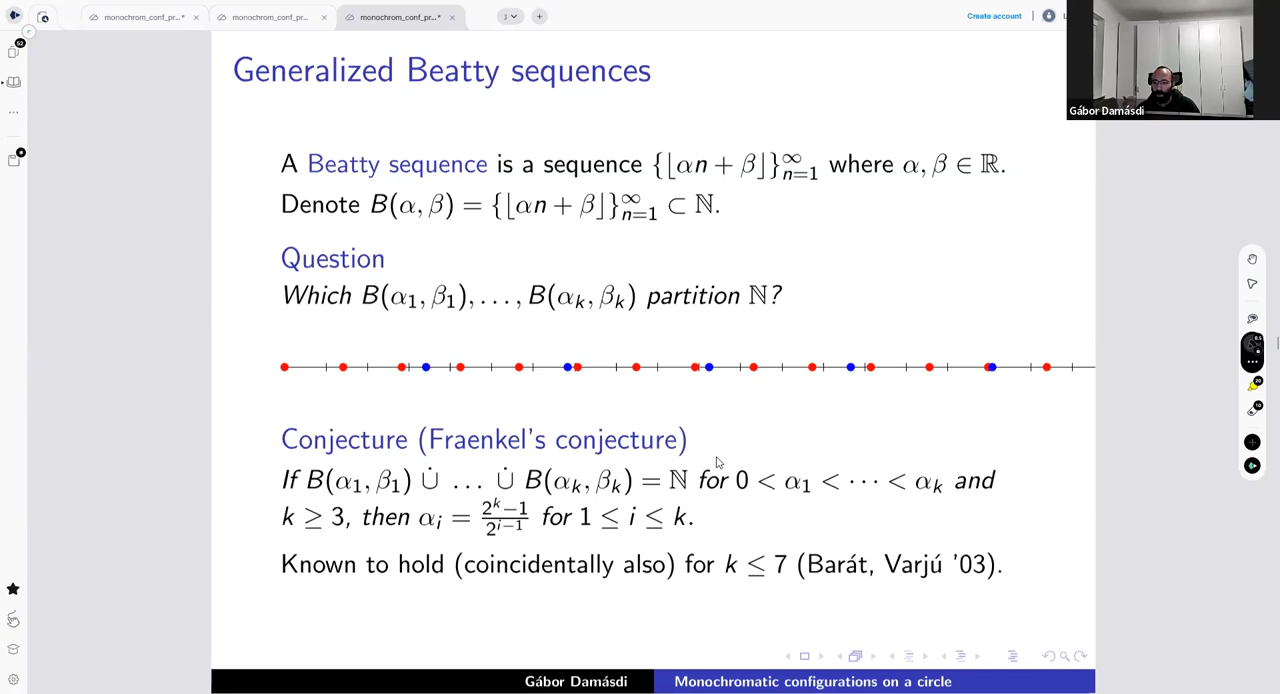 monochrom_conf_pr...*
monochrom_conf_pr...
monochrom_conf_pr...*
Create account
Gábor Damásdi
Generalized Beatty sequences
A Beatty sequence is a sequence {⌊αn + β⌋}_{n=1}^∞ where α, β ∈ ℝ.
Denote B(α, β) = {⌊αn + β⌋}_{n=1}^∞ ⊂ ℕ.
Question
Which B(α₁, β₁), . . . , B(αₖ, βₖ) partition ℕ?
Conjecture (Fraenkel's conjecture)
If B(α₁, β₁) ∪̇ . . . ∪̇ B(αₖ, βₖ) = ℕ for 0 < α₁ < ⋯ < αₖ and
k ≥ 3, then αᵢ = (2^k−1)/(2^{i−1}) for 1 ≤ i ≤ k.
Known to hold (coincidentally also) for k ≤ 7 (Barát, Varjú '03).
Gábor Damásdi
Monochromatic configurations on a circle